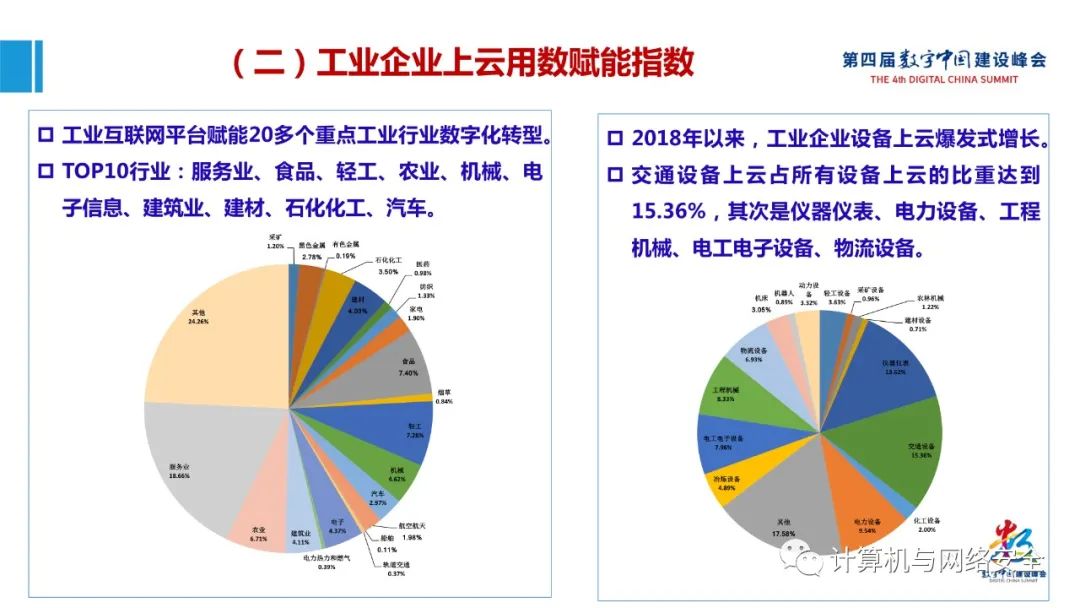 （二）工业企业上云用数赋能指数
第四届数字中国建设峰会
THE 4th DIGITAL CHINA SUMMIT
工业互联网平台赋能20多个重点工业行业数字化转型。
TOP10行业：服务业、食品、轻工、农业、机械、电
子信息、建筑业、建材、石化化工、汽车。
采矿
1.20%
黑色金属
2.78%
有色金属
0.19%
石化化工
3.50%
建材
4.03%
医药
0.98%
纺织
1.33%
家电
1.90%
食品
7.40%
烟草
0.84%
轻工
7.28%
机械
4.62%
汽车
2.97%
航空航天
1.98%
船舶
0.11%
轨道交通
0.37%
电子
4.37%
电力热力和燃气
0.39%
建筑业
4.11%
农业
6.71%
服务业
18.66%
其他
24.26%
2018年以来，工业企业设备上云爆发式增长。
交通设备上云占所有设备上云的比重达到
15.36%，其次是仪器仪表、电力设备、工程
机械、电工电子设备、物流设备。
轻工设备
3.63%
采矿设备
0.96%
农林机械
1.22%
建材设备
0.71%
仪器仪表
13.62%
交通设备
15.36%
化工设备
2.00%
电力设备
9.54%
其他
17.58%
冶炼设备
4.89%
电工电子设备
7.96%
工程机械
8.33%
物流设备
6.93%
机床
3.05%
机器人
0.89%
动力设
备
3.32%
计算机与网络安全
数字中国建设峰会
DIGITAL CHINA SUMMIT